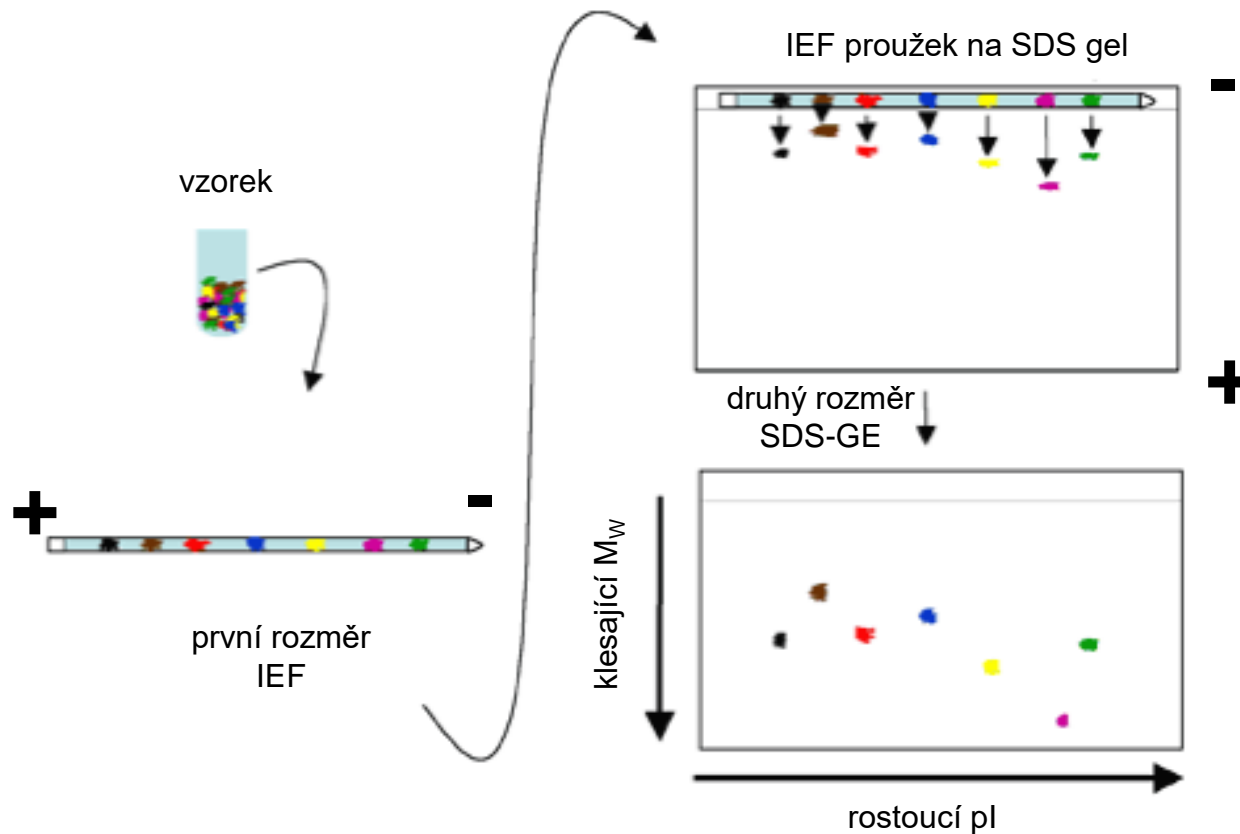 vzorek
+
-
první rozměr
IEF
IEF proužek na SDS gel
-
+
druhý rozměr
SDS-GE
klesající MW
rostoucí pI